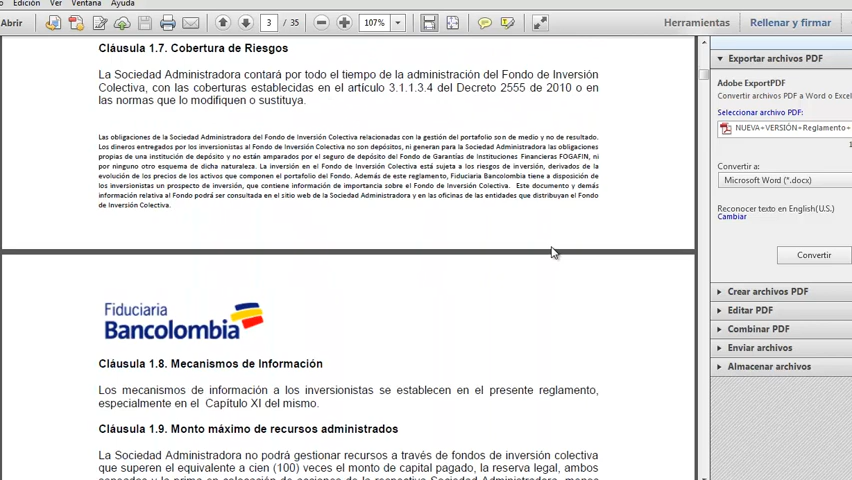 Edición Ver Ventana Ayuda
Abrir 3 / 35 107% Herramientas Rellenar y firmar
Cláusula 1.7. Cobertura de Riesgos
La Sociedad Administradora contará por todo el tiempo de la administración del Fondo de Inversión
Colectiva, con las coberturas establecidas en el artículo 3.1.1.3.4 del Decreto 2555 de 2010 o en
las normas que lo modifiquen o sustituya.
Las obligaciones de la Sociedad Administradora del Fondo de Inversión Colectiva relacionadas con la gestión del portafolio son de medio y no de resultado.
Los dineros entregados por los inversionistas al Fondo de Inversión Colectiva no son depósitos, ni generan para la Sociedad Administradora las obligaciones
propias de una institución de depósito y no están amparados por el seguro de depósito del Fondo de Garantías de Instituciones Financieras FOGAFIN, ni
por ninguno otro esquema de dicha naturaleza. La inversión en el Fondo de Inversión Colectiva está sujeta a los riesgos de inversión, derivados de la
evolución de los precios de los activos que componen el portafolio del Fondo. Además de este reglamento, Fiduciaria Bancolombia tiene a disposición de
los inversionistas un prospecto de inversión, que contiene información de importancia sobre el Fondo de Inversión Colectiva. Este documento y demás
información relativa al Fondo podrá ser consultada en el sitio web de la Sociedad Administradora y en las oficinas de las entidades que distribuyan el Fondo
de Inversión Colectiva.
Fiduciaria
Bancolombia
Cláusula 1.8. Mecanismos de Información
Los mecanismos de información a los inversionistas se establecen en el presente reglamento,
especialmente en el Capítulo XI del mismo.
Cláusula 1.9. Monto máximo de recursos administrados
La Sociedad Administradora no podrá gestionar recursos a través de fondos de inversión colectiva
que superen el equivalente a cien (100) veces el monto de capital pagado, la reserva legal, ambos
Exportar archivos PDF
Adobe ExportPDF
Convertir archivos PDF a Word o Excel
Seleccionar archivo PDF:
NUEVA+VERSIÓN+Reglamento+
Convertir a:
Microsoft Word (*.docx)
Reconocer texto en English(U.S.)
Cambiar
Convertir
Crear archivos PDF
Editar PDF
Combinar PDF
Enviar archivos
Almacenar archivos